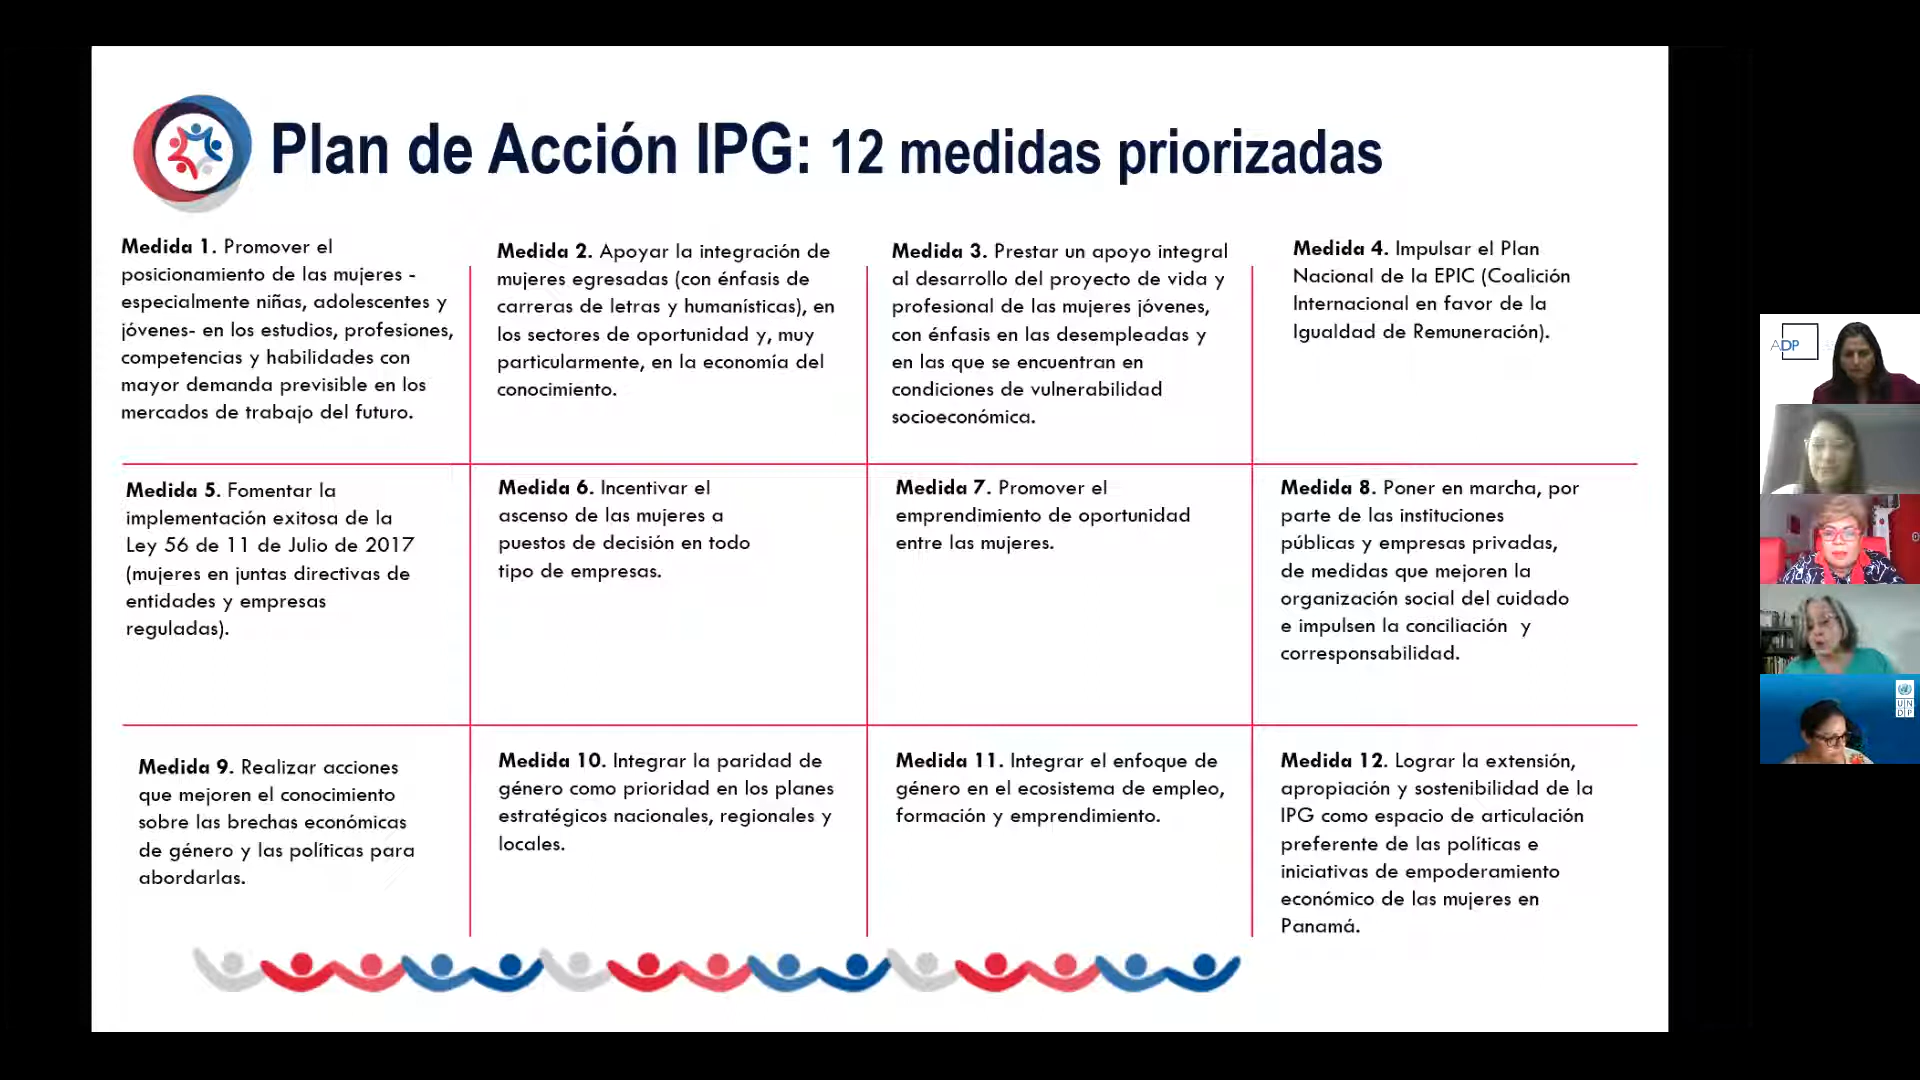 Plan de Acción IPG: 12 medidas priorizadas
Medida 1. Promover el
posicionamiento de las mujeres -
especialmente niñas, adolescentes y
jóvenes- en los estudios, profesiones,
competencias y habilidades con
mayor demanda previsible en los
mercados de trabajo del futuro.
Medida 2. Apoyar la integración de
mujeres egresadas (con énfasis de
carreras de letras y humanísticas), en
los sectores de oportunidad y, muy
particularmente, en la economía del
conocimiento.
Medida 3. Prestar un apoyo integral
al desarrollo del proyecto de vida y
profesional de las mujeres jóvenes,
con énfasis en las desempleadas y
en las que se encuentran en
condiciones de vulnerabilidad
socioeconómica.
Medida 4. Impulsar el Plan
Nacional de la EPIC (Coalición
Internacional en favor de la
Igualdad de Remuneración).
Medida 5. Fomentar la
implementación exitosa de la
Ley 56 de 11 de Julio de 2017
(mujeres en juntas directivas de
entidades y empresas
reguladas).
Medida 6. Incentivar el
ascenso de las mujeres a
puestos de decisión en todo
tipo de empresas.
Medida 7. Promover el
emprendimiento de oportunidad
entre las mujeres.
Medida 8. Poner en marcha, por
parte de las instituciones
públicas y empresas privadas,
de medidas que mejoren la
organización social del cuidado
e impulsen la conciliación y
corresponsabilidad.
Medida 9. Realizar acciones
que mejoren el conocimiento
sobre las brechas económicas
de género y las políticas para
abordarlas.
Medida 10. Integrar la paridad de
género como prioridad en los planes
estratégicos nacionales, regionales y
locales.
Medida 11. Integrar el enfoque de
género en el ecosistema de empleo,
formación y emprendimiento.
Medida 12. Lograr la extensión,
apropiación y sostenibilidad de la
IPG como espacio de articulación
preferente de las políticas e
iniciativas de empoderamiento
económico de las mujeres en
Panamá.
ADP
UN
DP